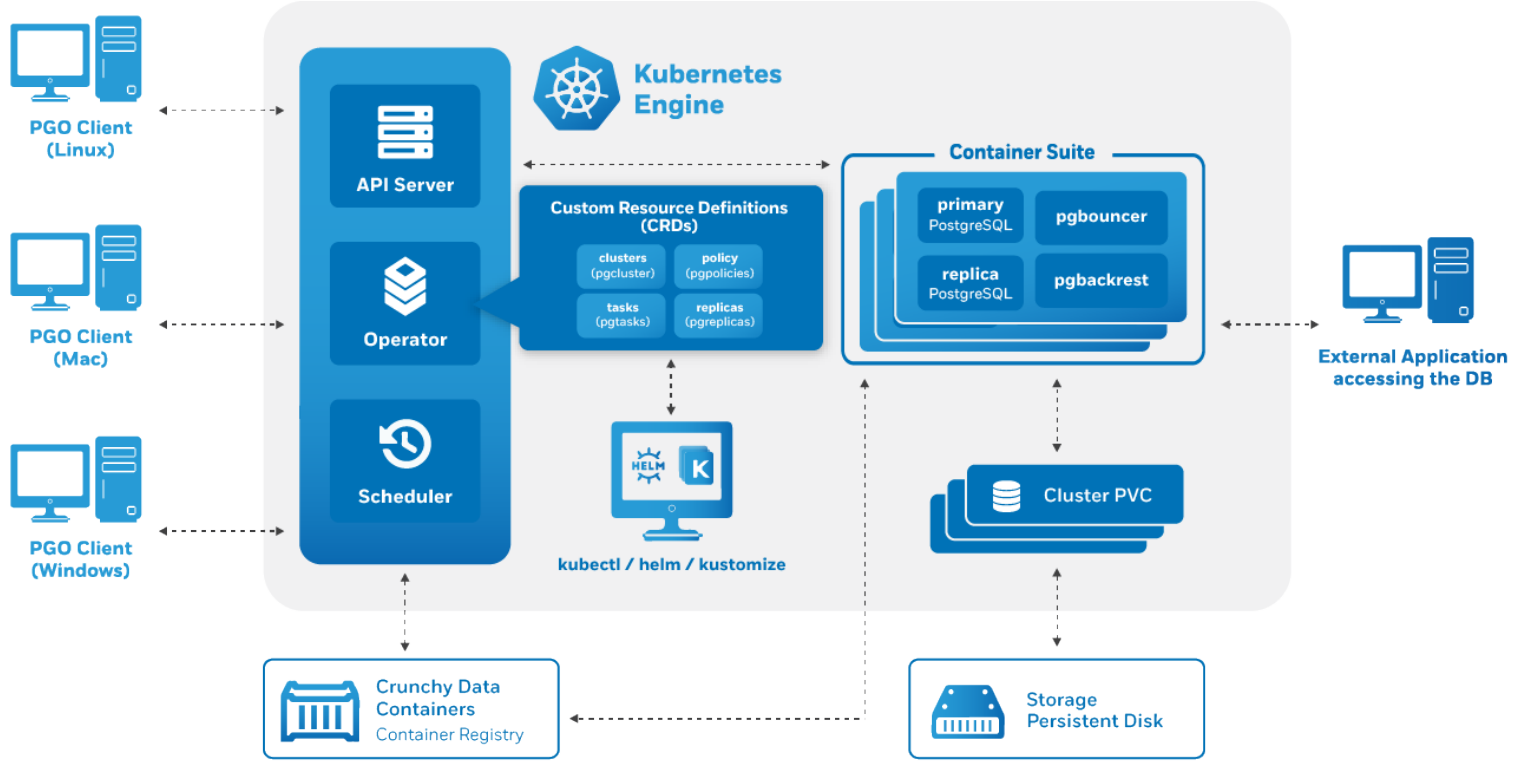 PGO Client
(Linux)
PGO Client
(Mac)
PGO Client
(Windows)
API Server
Operator
Scheduler
Kubernetes
Engine
Custom Resource Definitions
(CRDs)
clusters
(pgcluster)
policy
(pgpolicies)
tasks
(pgtasks)
replicas
(pgreplicas)
HELM
K
kubectl / helm / kustomize
Container Suite
primary
PostgreSQL
pgbouncer
replica
PostgreSQL
pgbackrest
Cluster PVC
External Application
accessing the DB
Crunchy Data
Containers
Container Registry
Storage
Persistent Disk